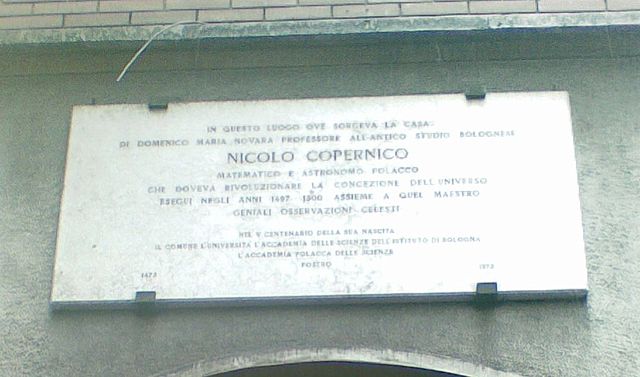 IN QUESTO LUOGO OVE SORGEVA LA CASA
DI DOMENICO MARIA NOVARA PROFESSORE ALL'ANTICO STUDIO BOLOGNESE
NICOLO COPERNICO
MATEMATICO E ASTRONOMO POLACCO
CHE DOVEVA RIVOLUZIONARE LA CONCEZIONE DELL'UNIVERSO
ESEGUI NEGLI ANNI 1497 1500 ASSIEME A QUEL MAESTRO
GENIALI OSSERVAZIONI CELESTI
NEL V CENTENARIO DELLA SUA NASCITA
IL COMUNE L'UNIVERSITA L'ACCADEMIA DELLE SCIENZE DELL'ISTITUTO DI BOLOGNA
L'ACCADEMIA POLACCA DELLE SCIENZE
POSERO
1473 1973